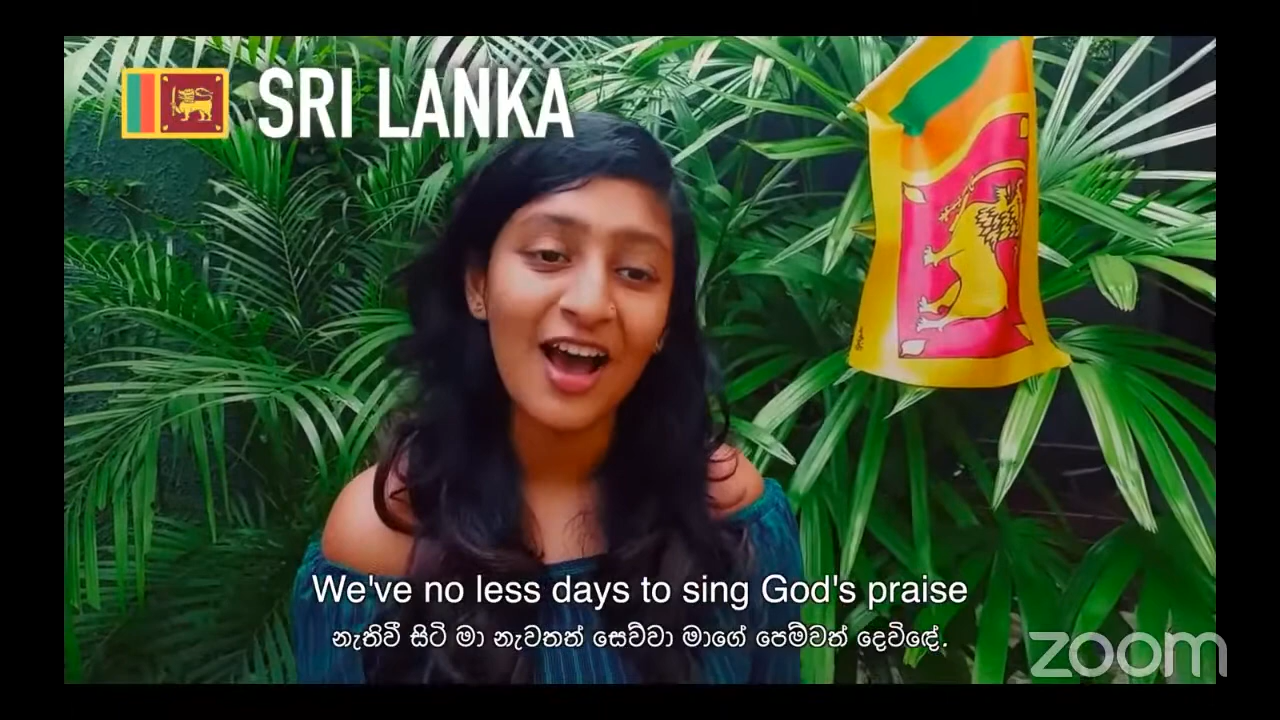 SRI LANKA
We've no less days to sing God's praise
නැතිවී සිටි මා නැවතත් සෙව්වා මාගේ පෙම්වත් දෙවිඳේ.
zoom